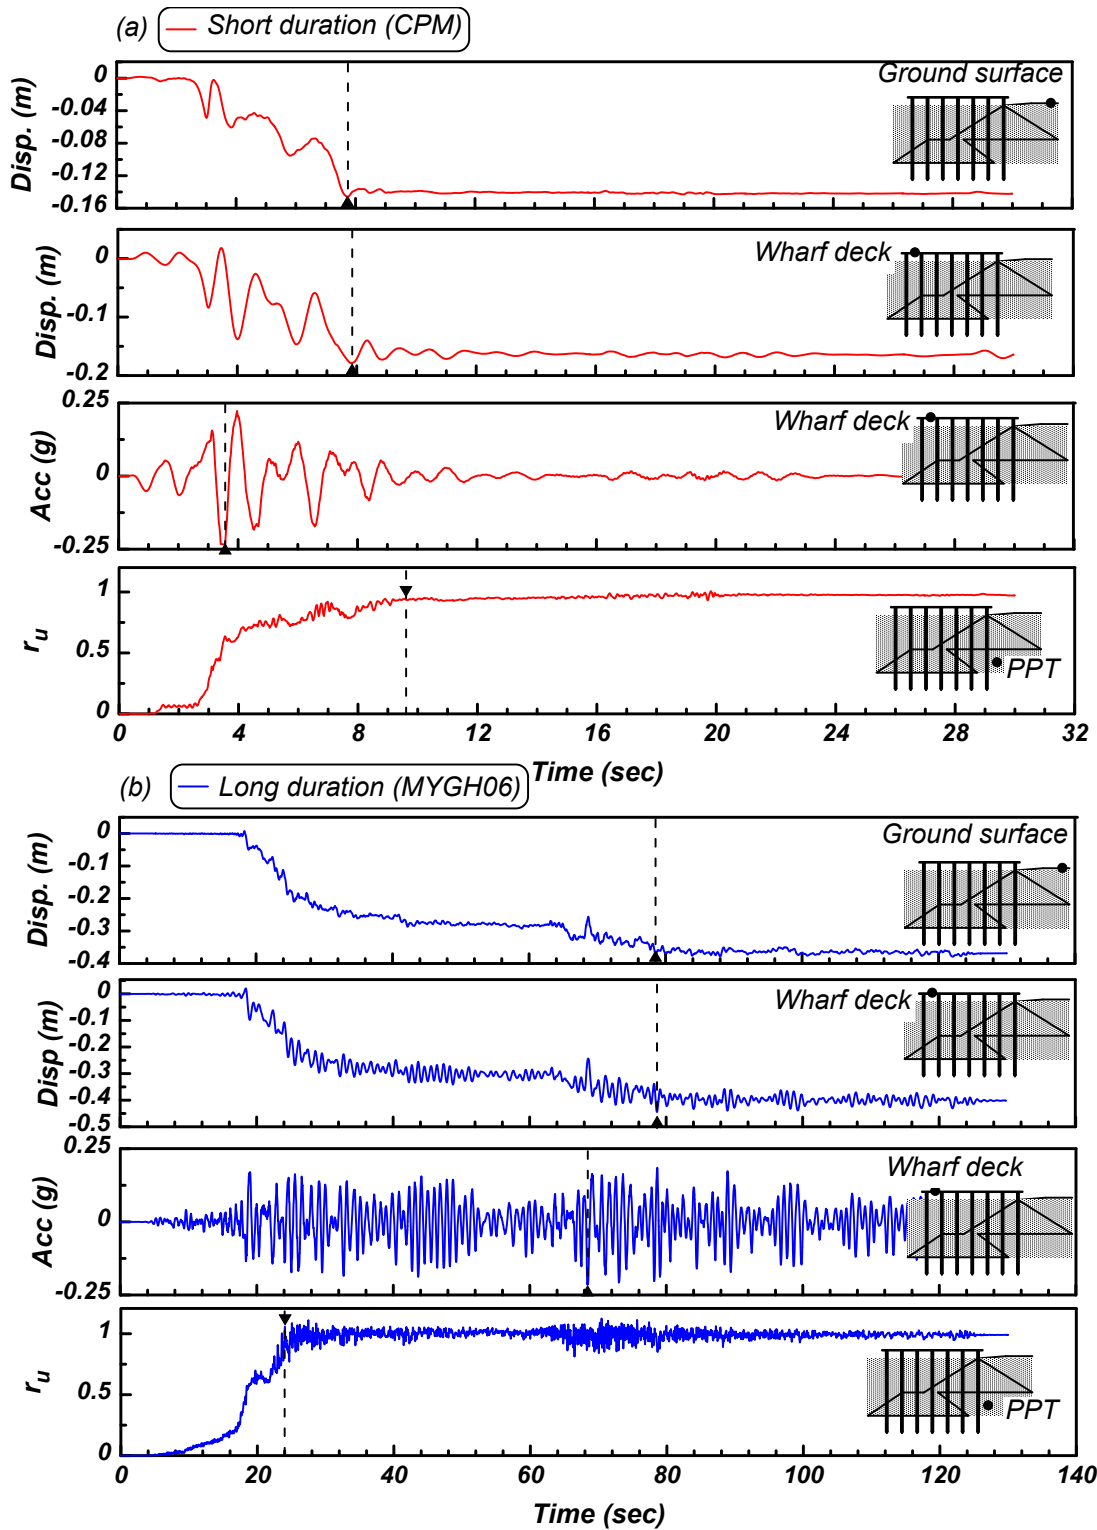 (a) Short duration (CPM)
Disp. (m)
0
-0.04
-0.08
-0.12
-0.16
Ground surface
Disp. (m)
0
-0.1
-0.2
Wharf deck
Acc (g)
0.25
0
-0.25
Wharf deck
r_u
1
0.5
0
PPT
0 4 8 12 16 20 24 28 32
Time (sec)
(b) Long duration (MYGH06)
Disp. (m)
0
-0.1
-0.2
-0.3
-0.4
Ground surface
Disp (m)
0
-0.1
-0.2
-0.3
-0.4
-0.5
Wharf deck
Acc (g)
0.25
0
-0.25
Wharf deck
r_u
1
0.5
0
PPT
0 20 40 60 80 100 120 140
Time (sec)